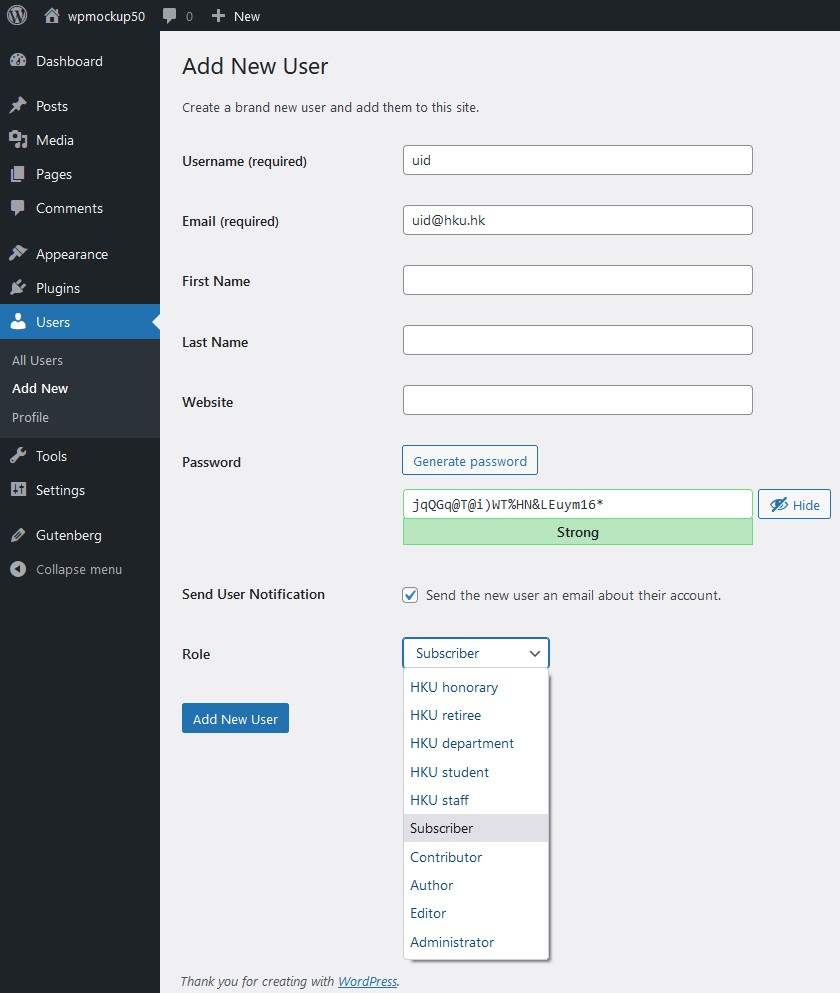 wpmockup50 0 New
Dashboard
Posts
Media
Pages
Comments
Appearance
Plugins
Users
All Users
Add New
Profile
Tools
Settings
Gutenberg
Collapse menu
Add New User
Create a brand new user and add them to this site.
Username (required) uid
Email (required) uid@hku.hk
First Name
Last Name
Website
Password Generate password
jqQGq@T@i)WT%HN&LEuym16* Hide
Strong
Send User Notification Send the new user an email about their account.
Role Subscriber
HKU honorary
HKU retiree
Add New User
HKU department
HKU student
HKU staff
Subscriber
Contributor
Author
Editor
Administrator
Thank you for creating with WordPress.